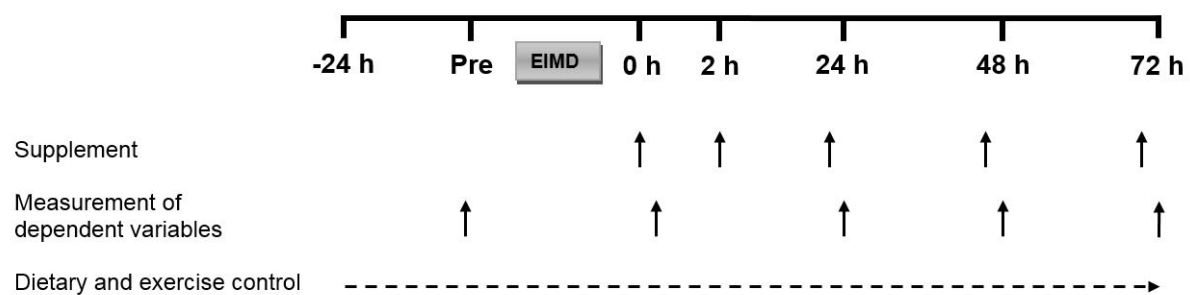 -24 h Pre EIMD 0 h 2 h 24 h 48 h 72 h
Supplement
Measurement of
dependent variables
Dietary and exercise control